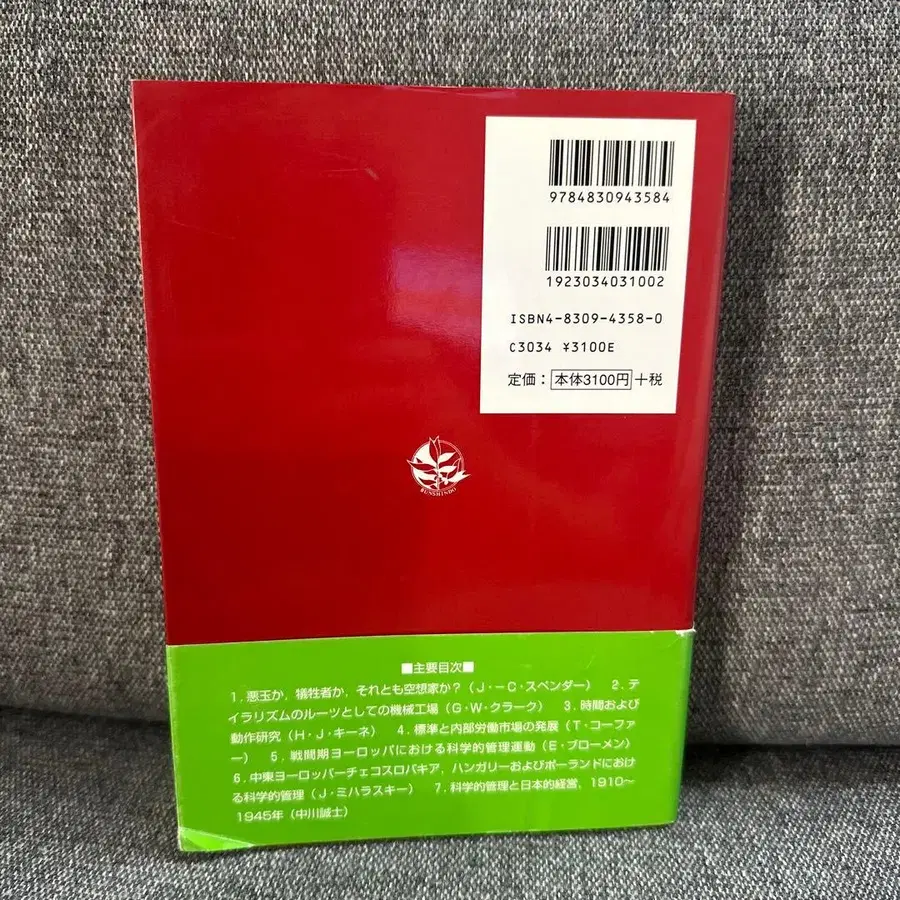 9784830943584
1923034031002
ISBN4-8309-4358-0
C3034 ¥3100E
定価：本体3100円＋税
BUNSHINDO
■主要目次■
1．悪玉か，犠牲者か，それとも空想家か？（J・－C・スペンダー） 2．テ
イラリズムのルーツとしての機械工場（G・W・クラーク） 3．時間および
動作研究（H・J・キーネ） 4．標準と内部労働市場の発展（T・コーファ
ー） 5．戦間期ヨーロッパにおける科学的管理運動（E・ブローメン）
6．中東ヨーロッパーチェコスロバキア，ハンガリーおよびポーランドにおけ
る科学的管理（J・ミハラスキー） 7．科学的管理と日本的経営，1910～
1945年（中川誠士）